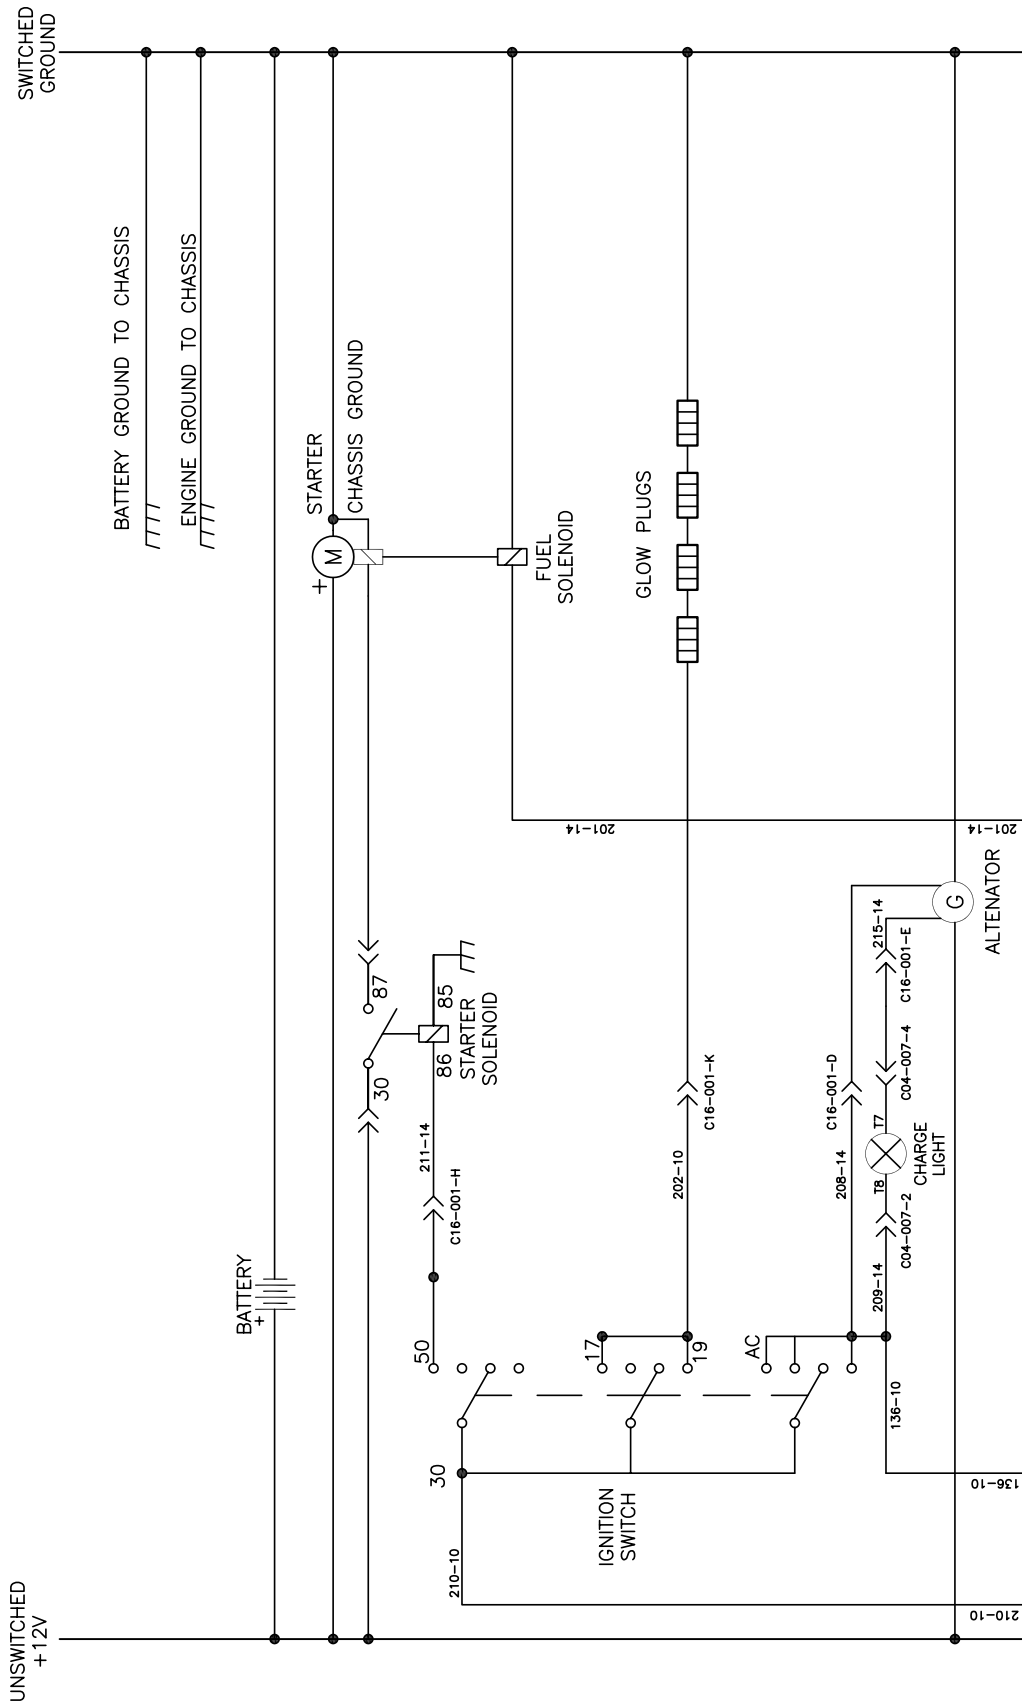 UNSWITCHED
+12V
SWITCHED
GROUND
BATTERY GROUND TO CHASSIS
ENGINE GROUND TO CHASSIS
BATTERY
+
STARTER
+
M
CHASSIS GROUND
30
87
86
85
STARTER
SOLENOID
211-14
C16-001-H
50
FUEL
SOLENOID
201-14
201-14
30
210-10
210-10
IGNITION
SWITCH
17
19
202-10
C16-001-K
GLOW PLUGS
AC
208-14
C16-001-D
209-14
C04-007-2
T8
T7
CHARGE
LIGHT
C04-007-4
C16-001-E
215-14
G
ALTENATOR
136-10
136-10